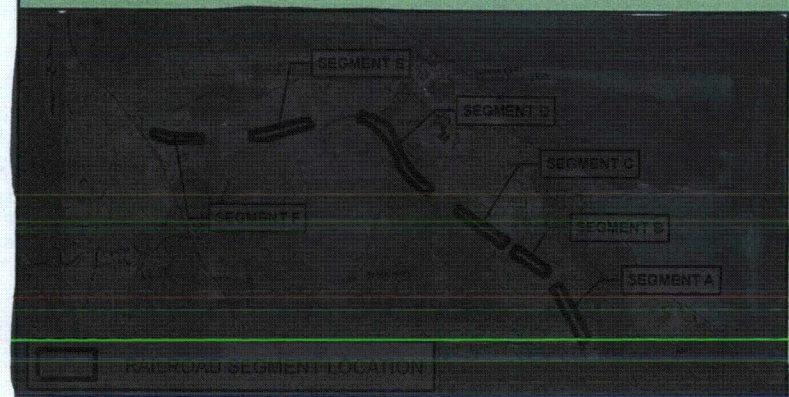 SEGMENT E
SEGMENT D
SEGMENT C
SEGMENT F
SEGMENT B
SEGMENT A
RAILROAD SEGMENT LOCATION